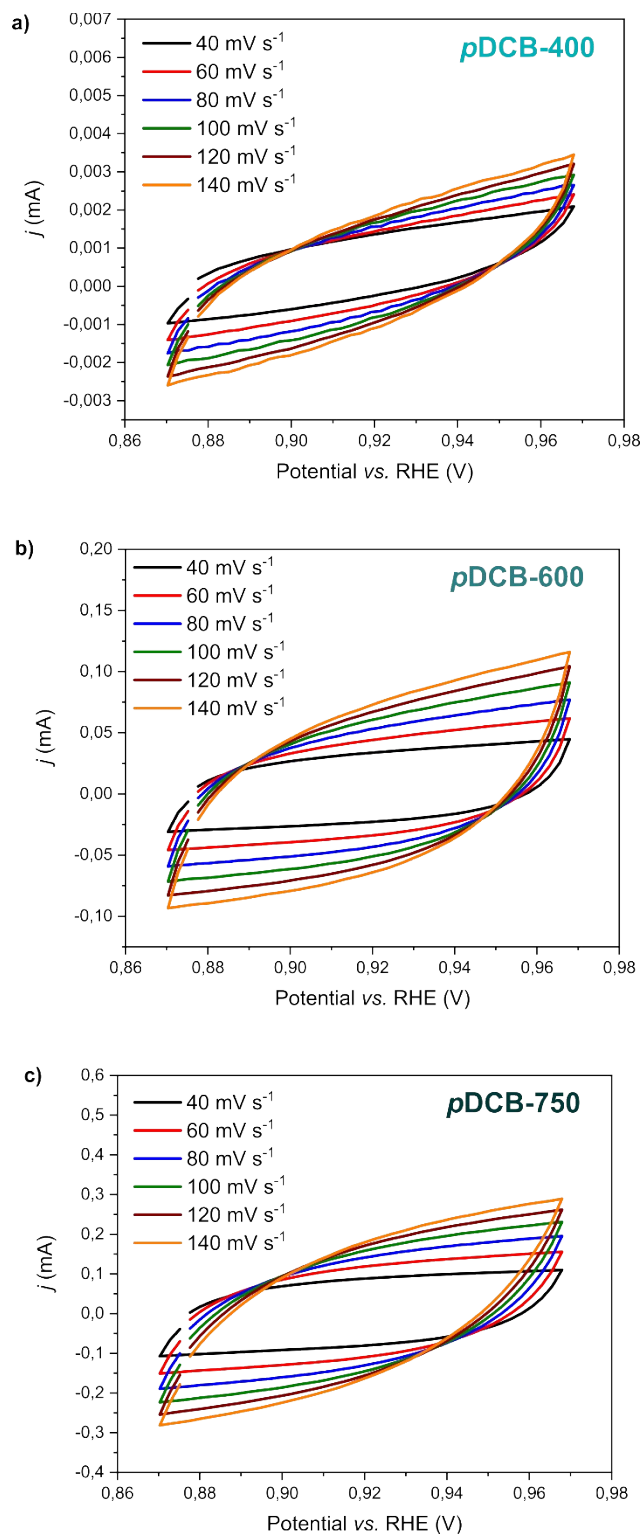 a)
pDCB-400
40 mV s⁻¹
60 mV s⁻¹
80 mV s⁻¹
100 mV s⁻¹
120 mV s⁻¹
140 mV s⁻¹
0,007
0,006
0,005
0,004
0,003
0,002
0,001
0,000
-0,001
-0,002
-0,003
j (mA)
0,86 0,88 0,90 0,92 0,94 0,96 0,98
Potential vs. RHE (V)
b)
pDCB-600
40 mV s⁻¹
60 mV s⁻¹
80 mV s⁻¹
100 mV s⁻¹
120 mV s⁻¹
140 mV s⁻¹
0,20
0,15
0,10
0,05
0,00
-0,05
-0,10
j (mA)
0,86 0,88 0,90 0,92 0,94 0,96 0,98
Potential vs. RHE (V)
c)
pDCB-750
40 mV s⁻¹
60 mV s⁻¹
80 mV s⁻¹
100 mV s⁻¹
120 mV s⁻¹
140 mV s⁻¹
0,6
0,5
0,4
0,3
0,2
0,1
0,0
-0,1
-0,2
-0,3
-0,4
j (mA)
0,86 0,88 0,90 0,92 0,94 0,96 0,98
Potential vs. RHE (V)